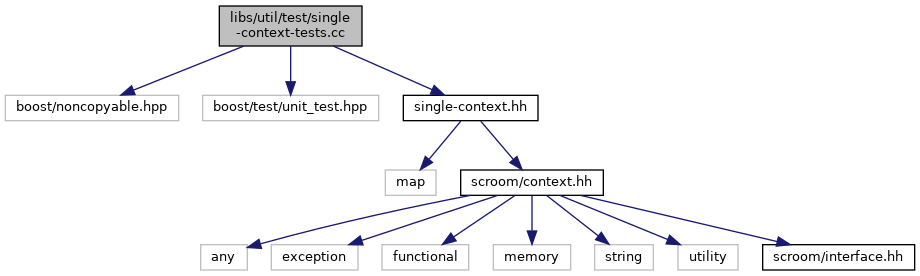 libs/util/test/single
-context-tests.cc
boost/noncopyable.hpp
boost/test/unit_test.hpp
single-context.hh
map
scroom/context.hh
any
exception
functional
memory
string
utility
scroom/interface.hh